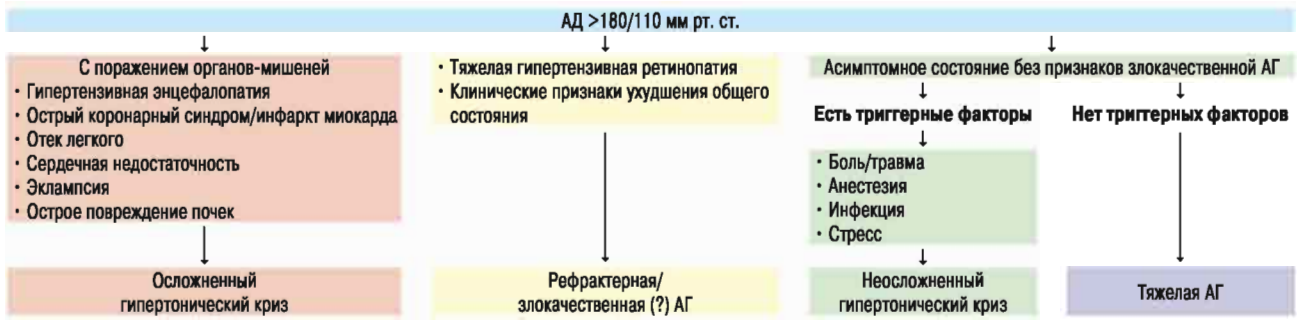 АД >180/110 мм рт. ст.
С поражением органов-мишеней
· Гипертензивная энцефалопатия
· Острый коронарный синдром/инфаркт миокарда
· Отек легкого
· Сердечная недостаточность
· Эклампсия
· Острое повреждение почек
Осложненный
гипертонический криз
· Тяжелая гипертензивная ретинопатия
· Клинические признаки ухудшения общего
состояния
Рефрактерная/
злокачественная (?) АГ
Асимптомное состояние без признаков злокачественной АГ
Есть триггерные факторы
· Боль/травма
· Анестезия
· Инфекция
· Стресс
Неосложненный
гипертонический криз
Нет триггерных факторов
Тяжелая АГ